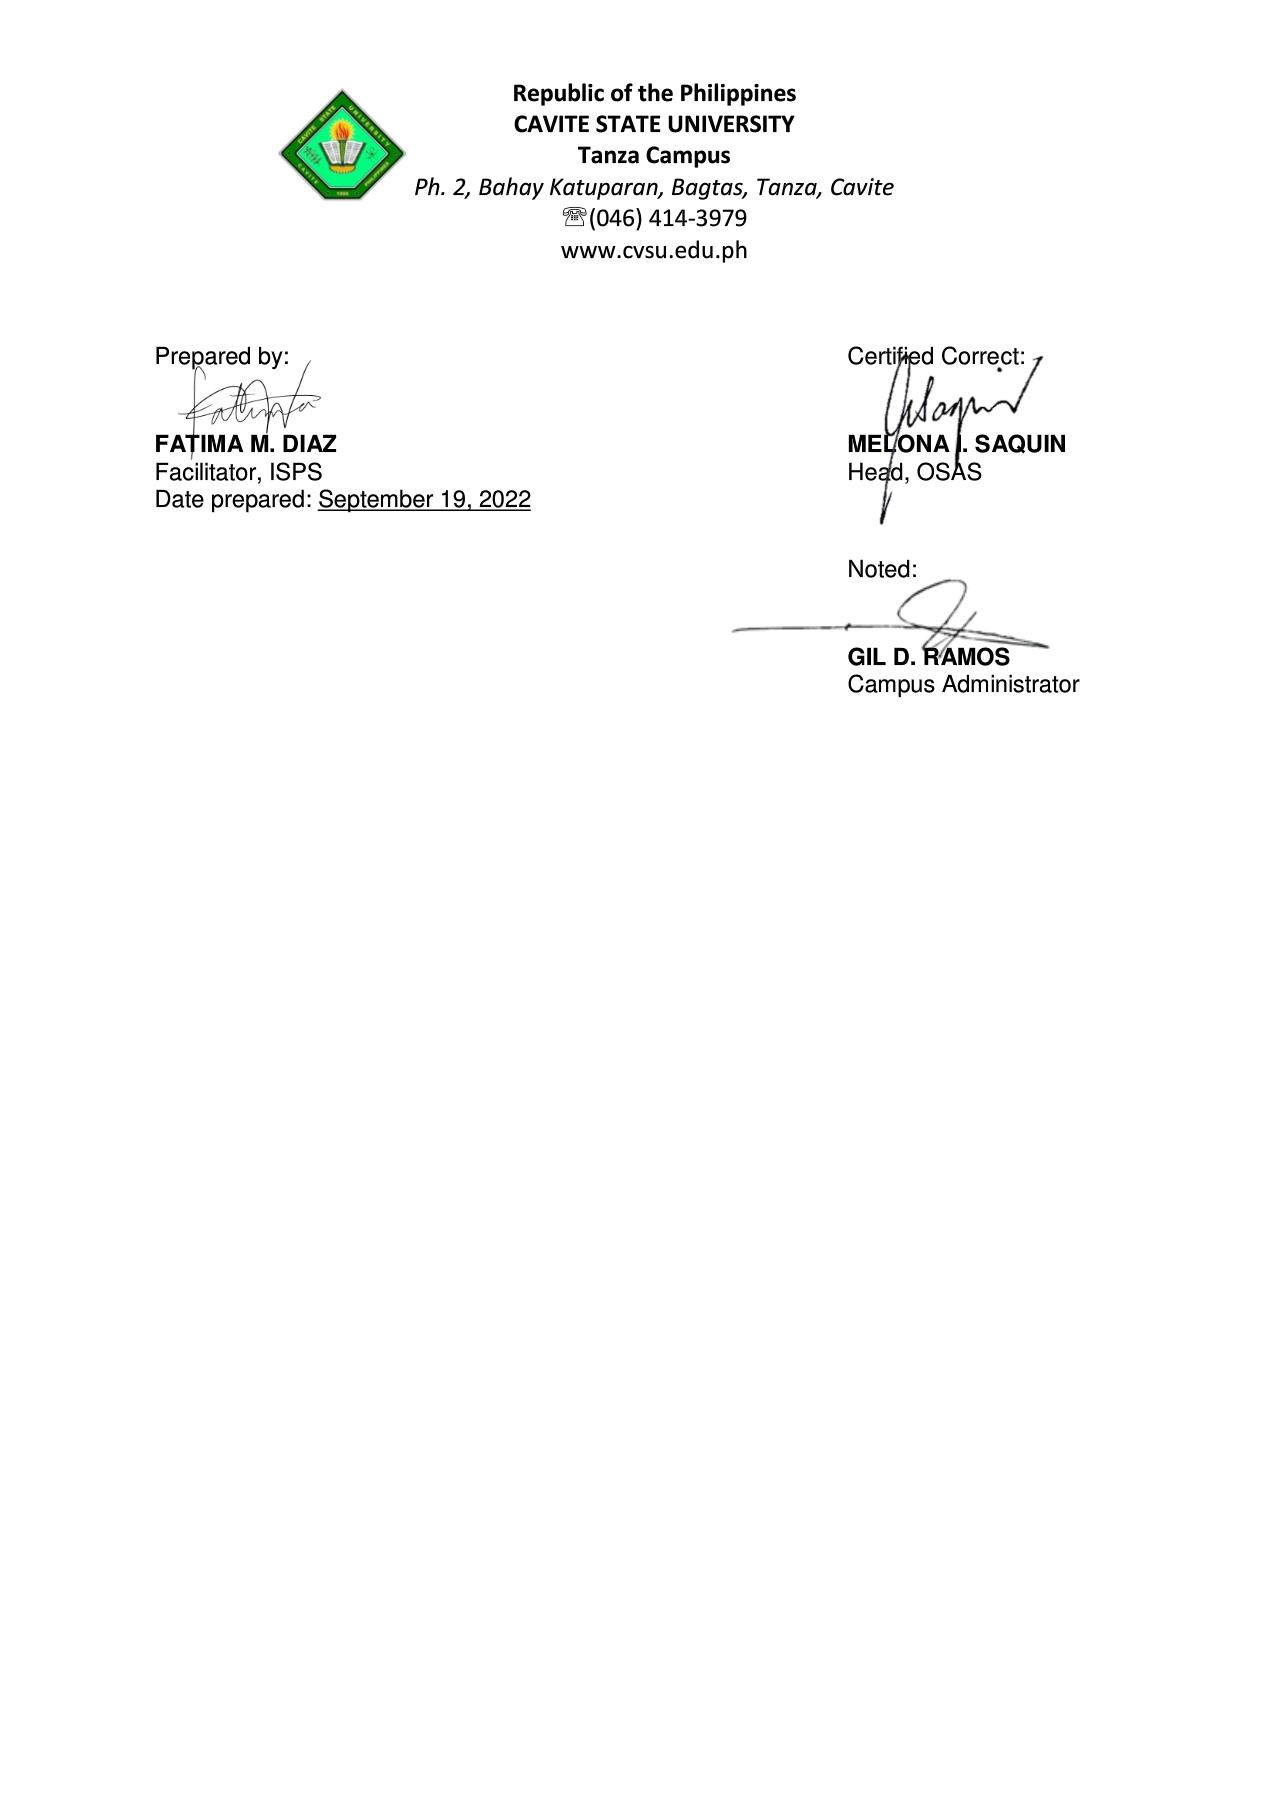 Republic of the Philippines
CAVITE STATE UNIVERSITY
Tanza Campus
Ph. 2, Bahay Katuparan, Bagtas, Tanza, Cavite
☏(046) 414-3979
www.cvsu.edu.ph
CAVITE STATE UNIVERSITY
CAVITE PHILIPPINES
Prepared by:
FATIMA M. DIAZ
Facilitator, ISPS
Date prepared: September 19, 2022
Certified Correct:
MELONA I. SAQUIN
Head, OSAS
Noted:
GIL D. RAMOS
Campus Administrator